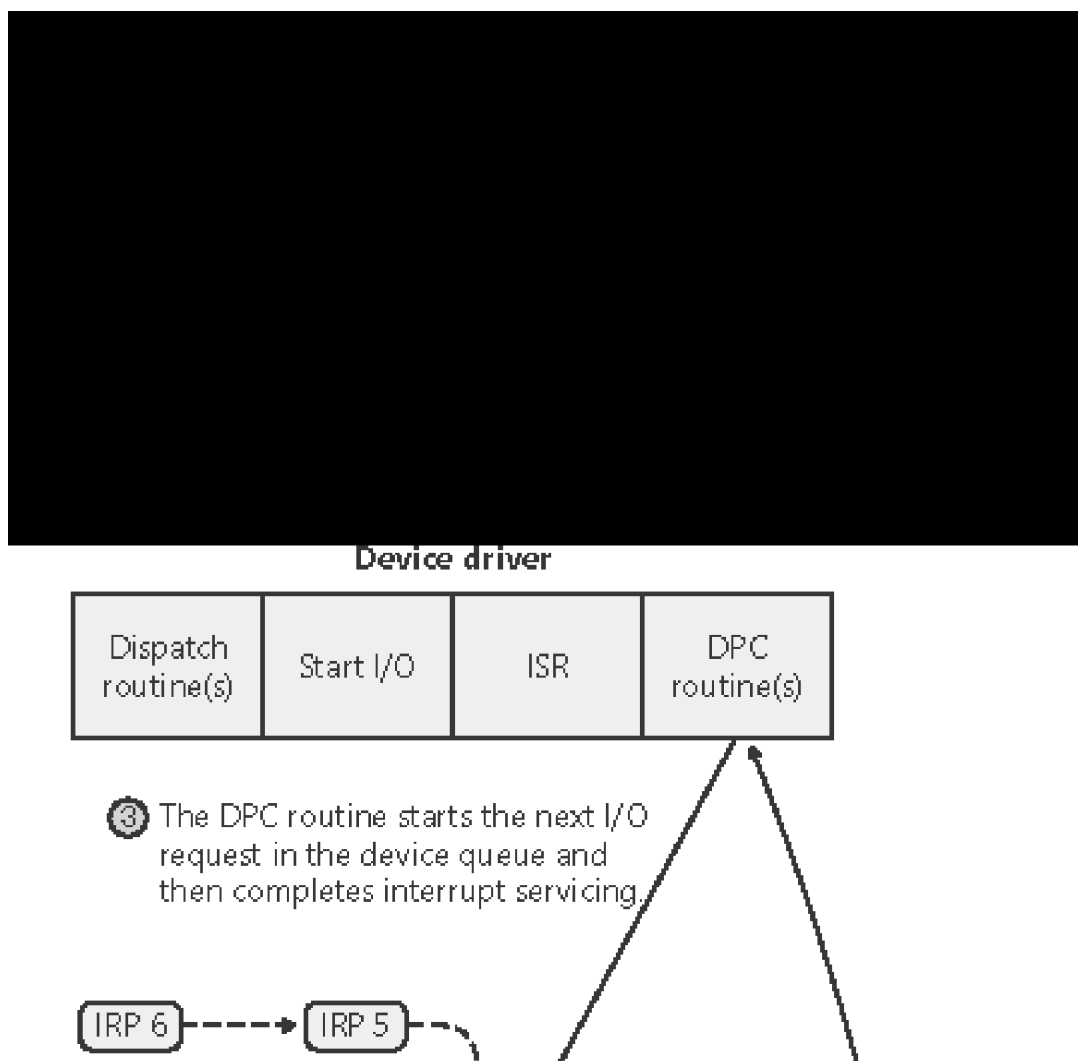 Device driver
Dispatch
routine(s)
Start I/O
ISR
DPC
routine(s)
3 The DPC routine starts the next I/O
request in the device queue and
then completes interrupt servicing.
IRP 6
IRP 5